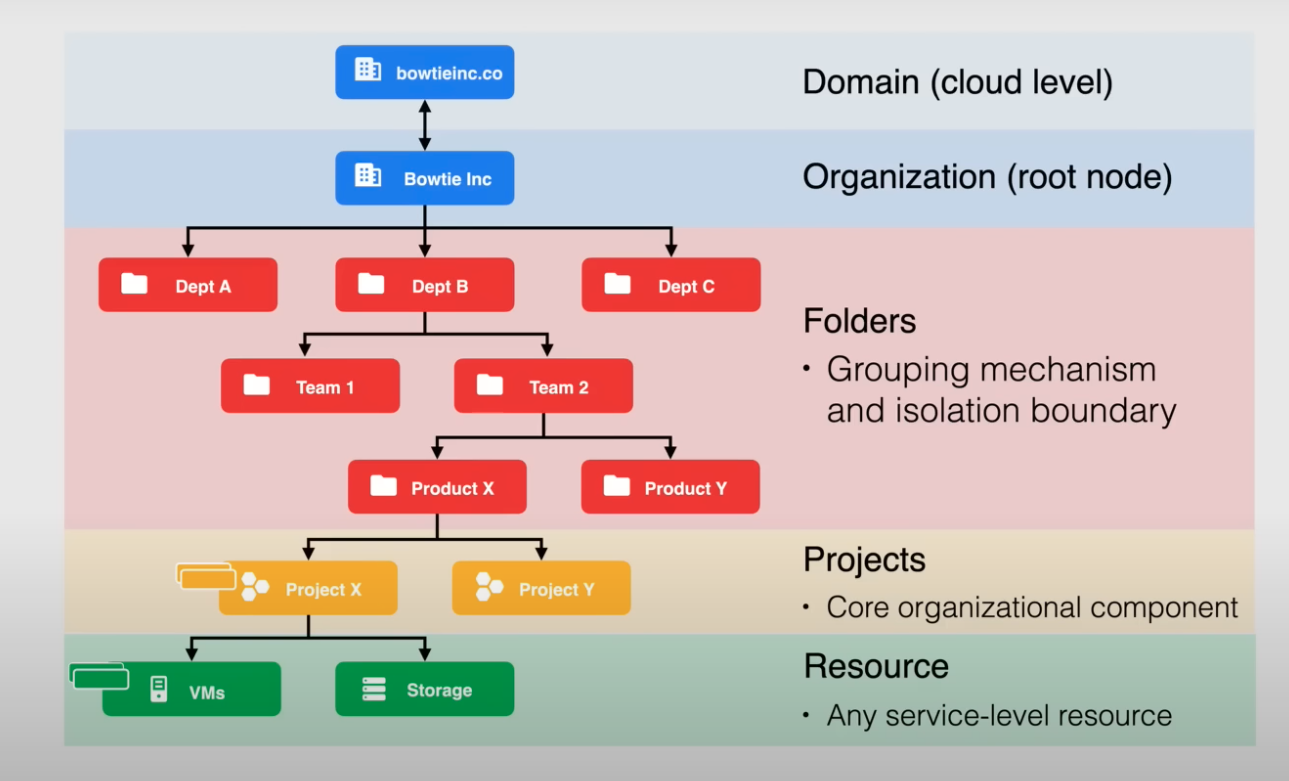 bowtieinc.co
Domain (cloud level)
Bowtie Inc
Organization (root node)
Dept A
Dept B
Dept C
Folders
• Grouping mechanism
and isolation boundary
Team 1
Team 2
Product X
Product Y
Projects
• Core organizational component
Project X
Project Y
Resource
• Any service-level resource
VMs
Storage